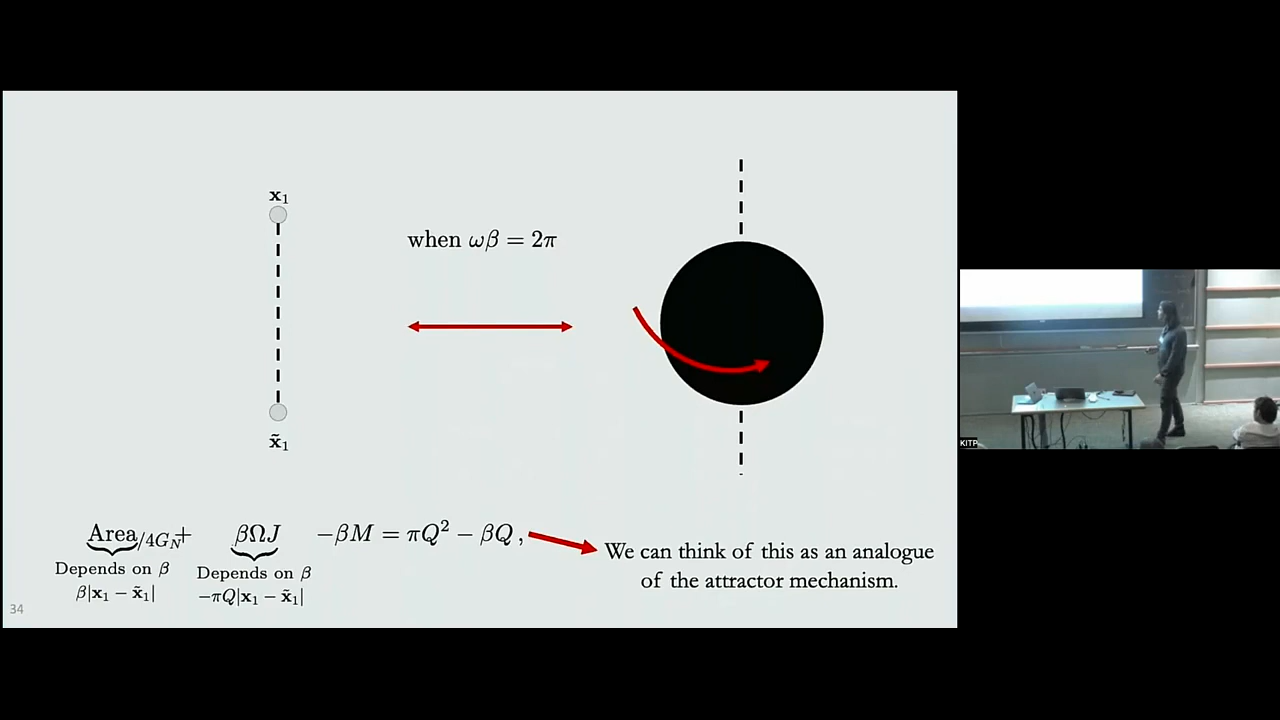 x₁
when ωβ = 2π
x̃₁
Area/4G_N + βΩJ −βM = πQ² − βQ ,
Depends on β
β|x₁ − x̃₁|
Depends on β
−πQ|x₁ − x̃₁|
We can think of this as an analogue
of the attractor mechanism.
34
KITP